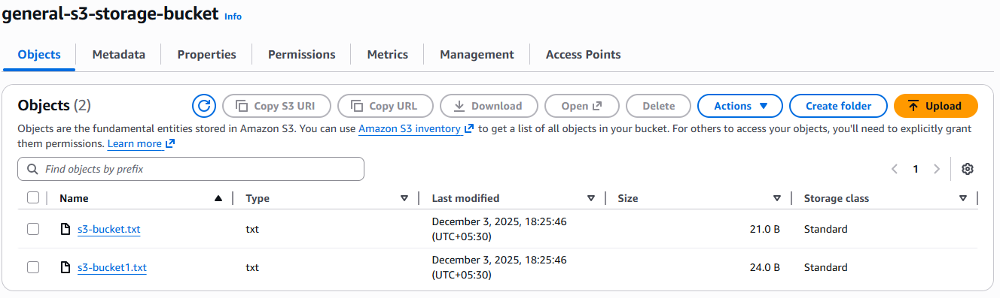 general-s3-storage-bucket Info
Objects Metadata Properties Permissions Metrics Management Access Points
Objects (2) Copy S3 URI Copy URL Download Open Delete Actions Create folder Upload
Objects are the fundamental entities stored in Amazon S3. You can use Amazon S3 inventory to get a list of all objects in your bucket. For others to access your objects, you'll need to explicitly grant
them permissions. Learn more
Find objects by prefix 1
Name Type Last modified Size Storage class
s3-bucket.txt txt December 3, 2025, 18:25:46 (UTC+05:30) 21.0 B Standard
s3-bucket1.txt txt December 3, 2025, 18:25:46 (UTC+05:30) 24.0 B Standard